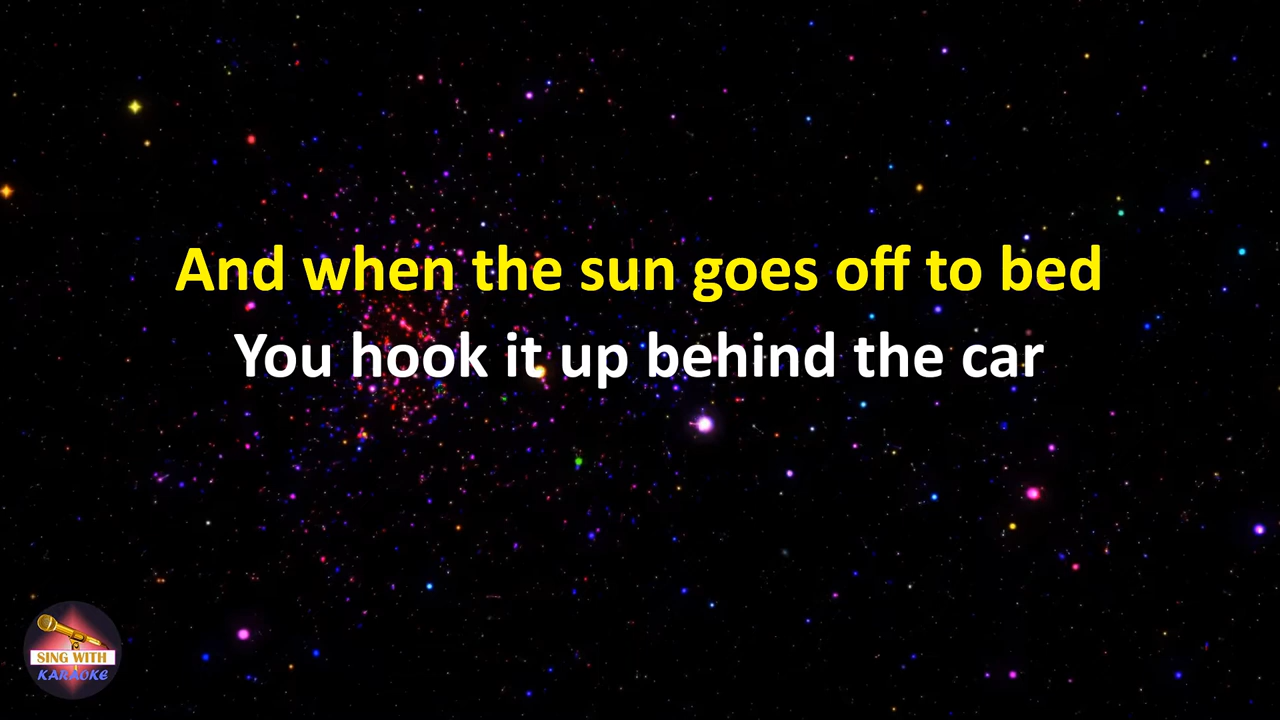 And when the sun goes off to bed
You hook it up behind the car
SING WITH
KARAOKE